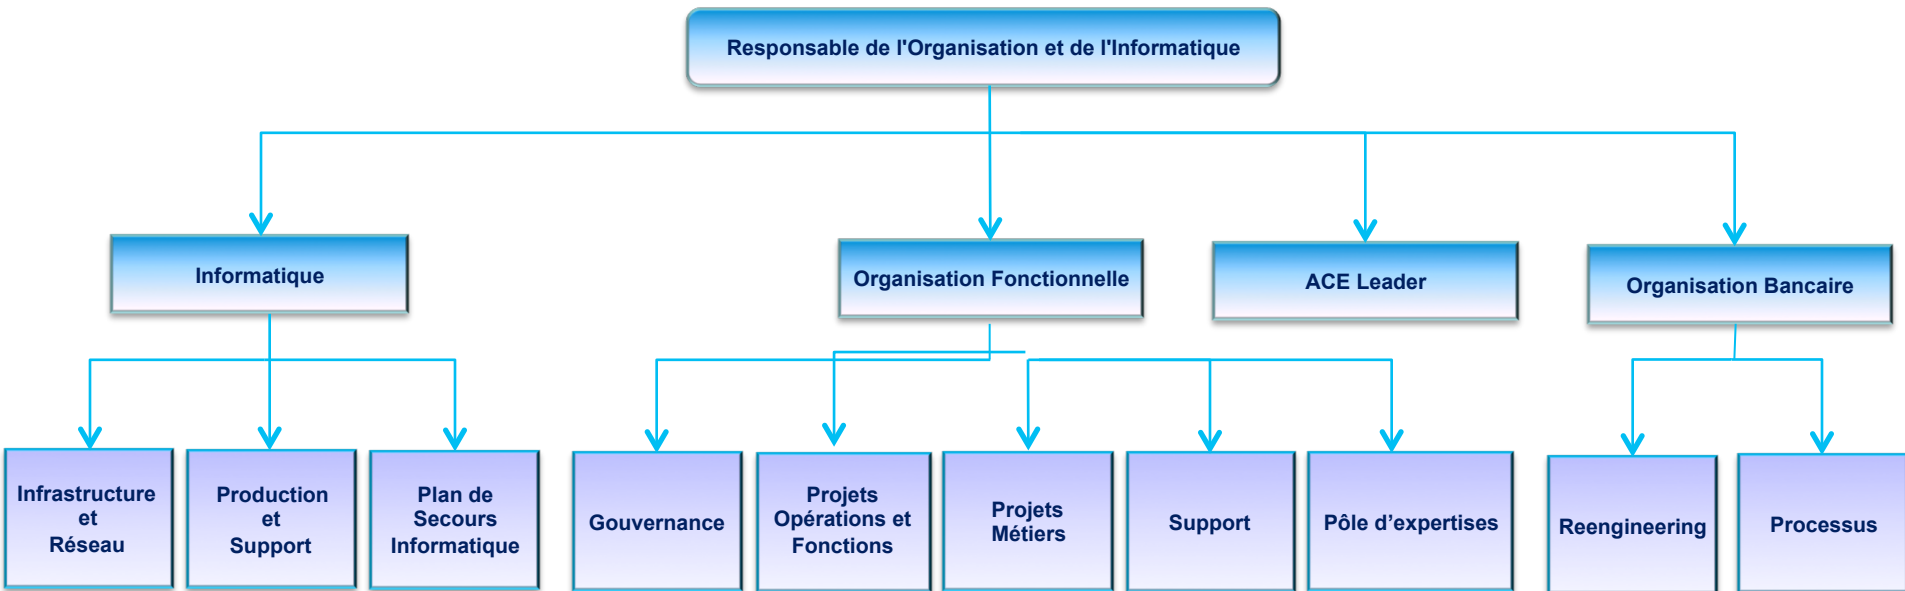 Responsable de l'Organisation et de l'Informatique
Informatique
Organisation Fonctionnelle
ACE Leader
Organisation Bancaire
Infrastructure
et
Réseau
Production
et
Support
Plan de
Secours
Informatique
Gouvernance
Projets
Opérations et
Fonctions
Projets
Métiers
Support
Pôle d’expertises
Reengineering
Processus